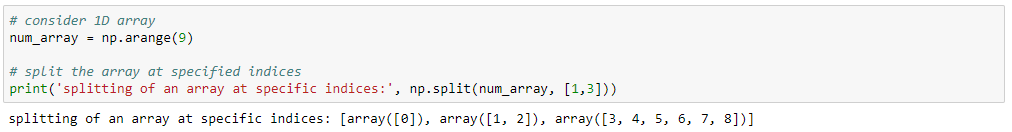 # consider 1D array
num_array = np.arange(9)
# split the array at specified indices
print('splitting of an array at specific indices:', np.split(num_array, [1,3]))
splitting of an array at specific indices: [array([0]), array([1, 2]), array([3, 4, 5, 6, 7, 8])]